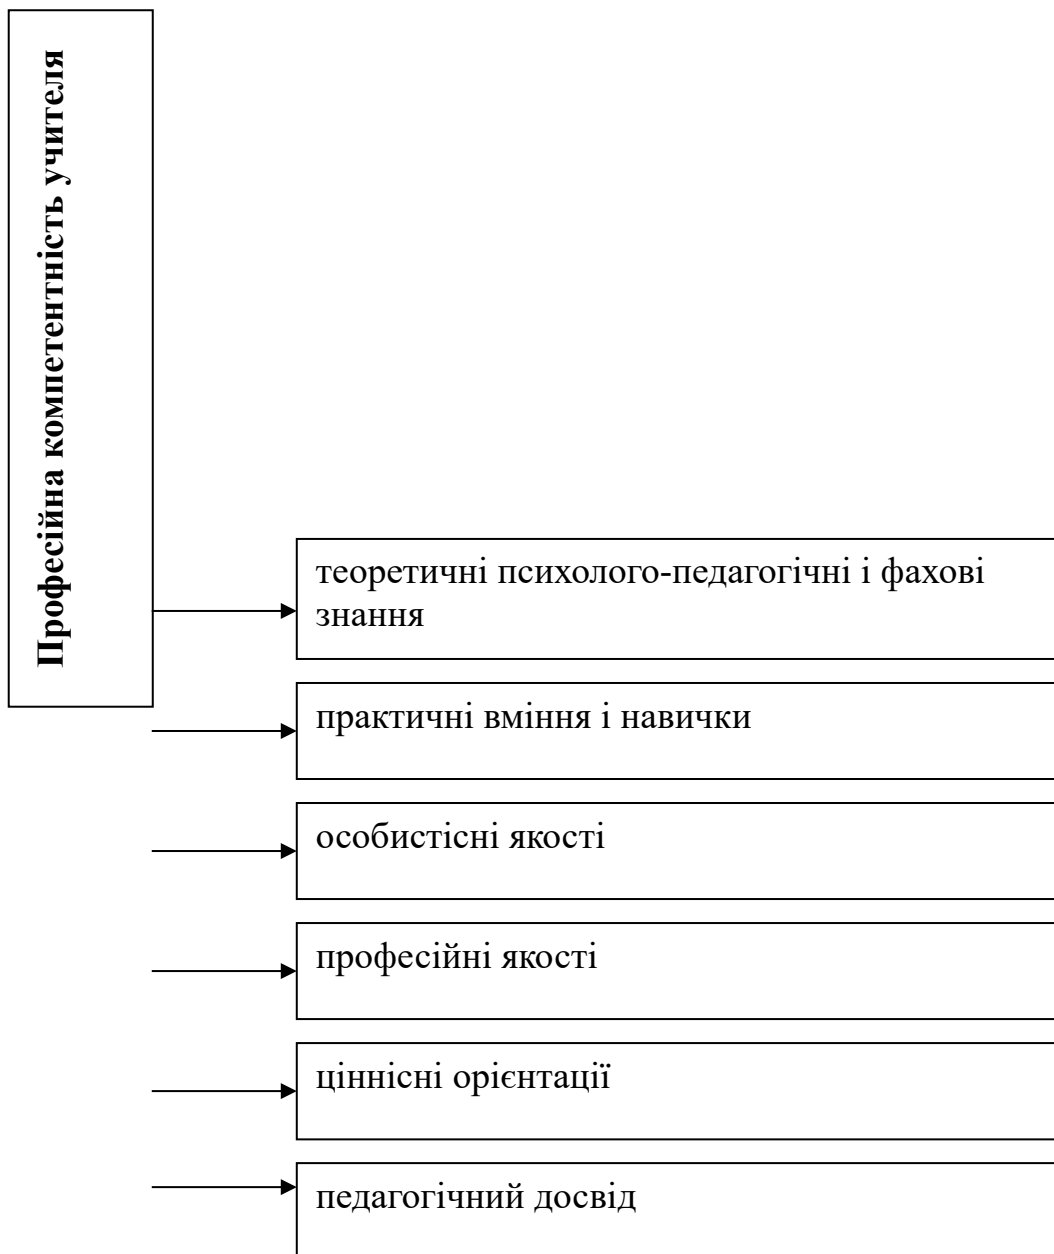 Професійна компетентність учителя
теоретичні психолого-педагогічні і фахові
знання
практичні вміння і навички
особистісні якості
професійні якості
ціннісні орієнтації
педагогічний досвід